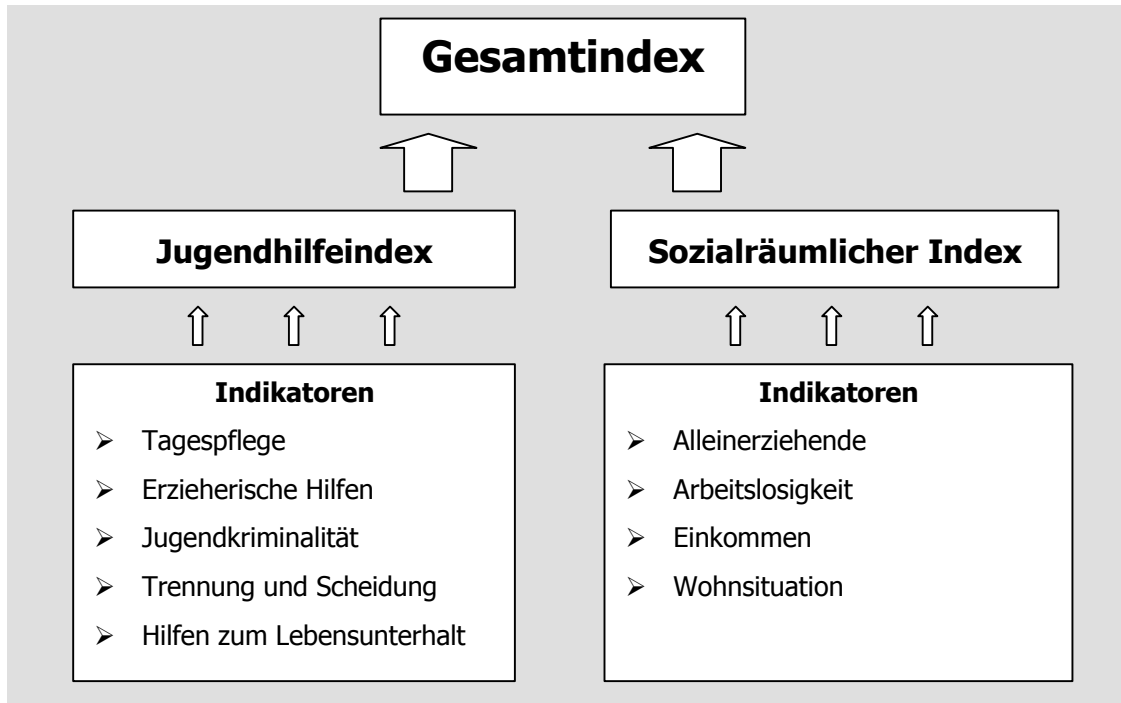 Gesamtindex
Jugendhilfeindex
Sozialräumlicher Index
Indikatoren
➢ Tagespflege
➢ Erzieherische Hilfen
➢ Jugendkriminalität
➢ Trennung und Scheidung
➢ Hilfen zum Lebensunterhalt
Indikatoren
➢ Alleinerziehende
➢ Arbeitslosigkeit
➢ Einkommen
➢ Wohnsituation